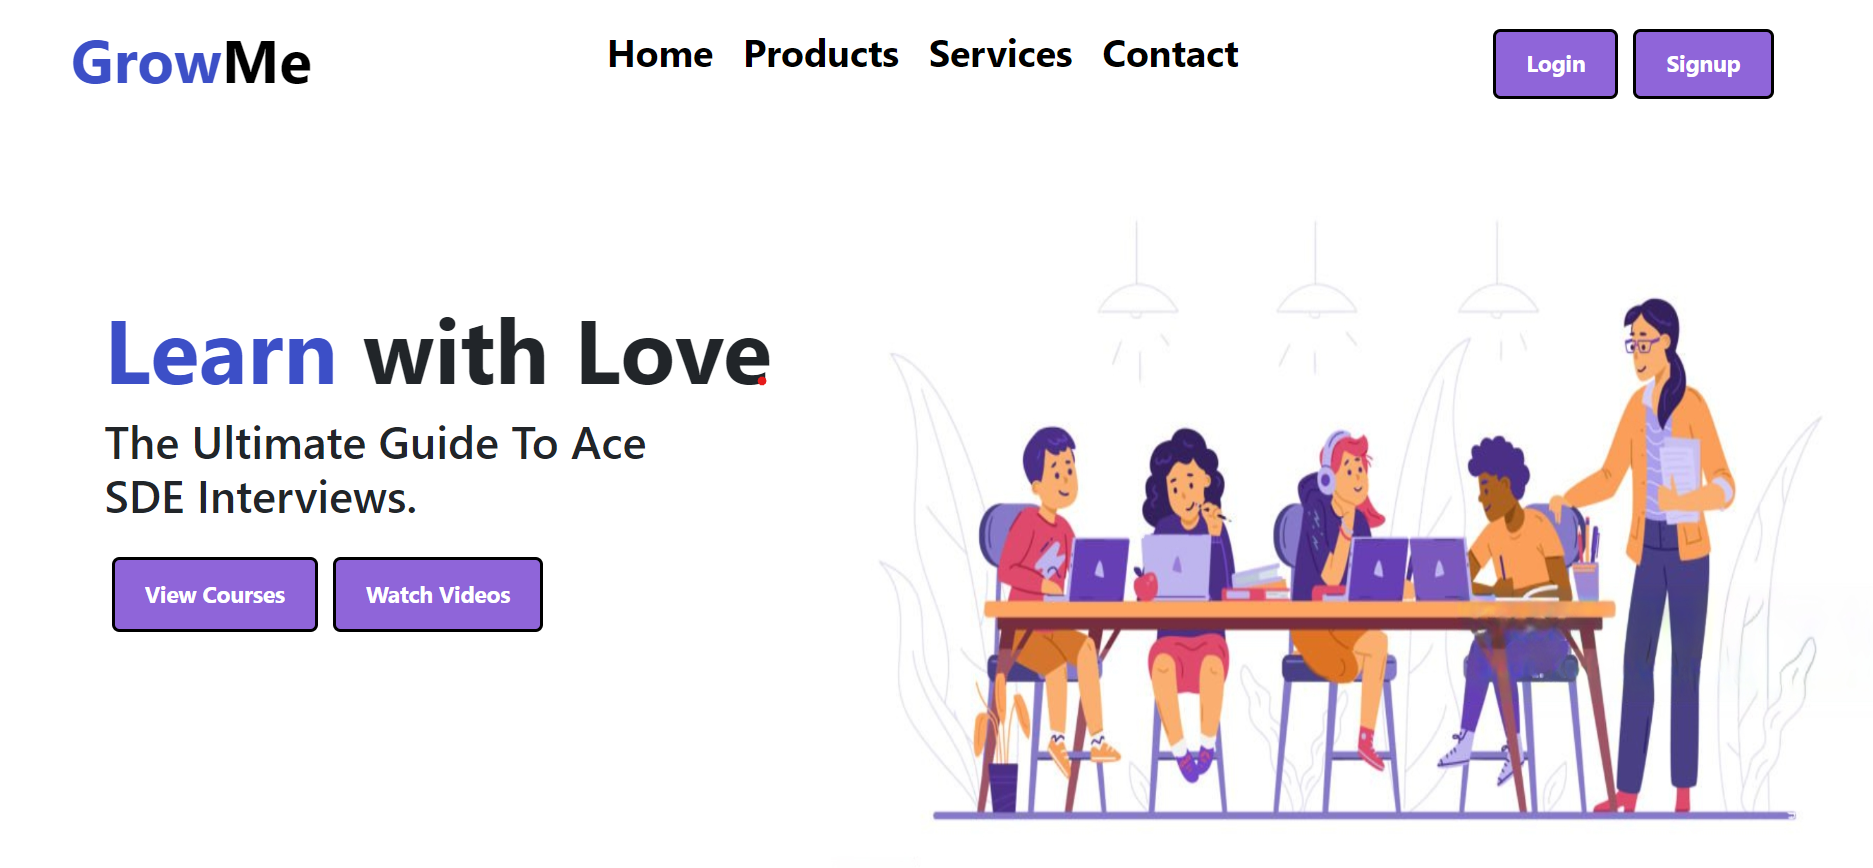 GrowMe
Home Products Services Contact
Login Signup
Learn with Love
The Ultimate Guide To Ace
SDE Interviews.
View Courses Watch Videos